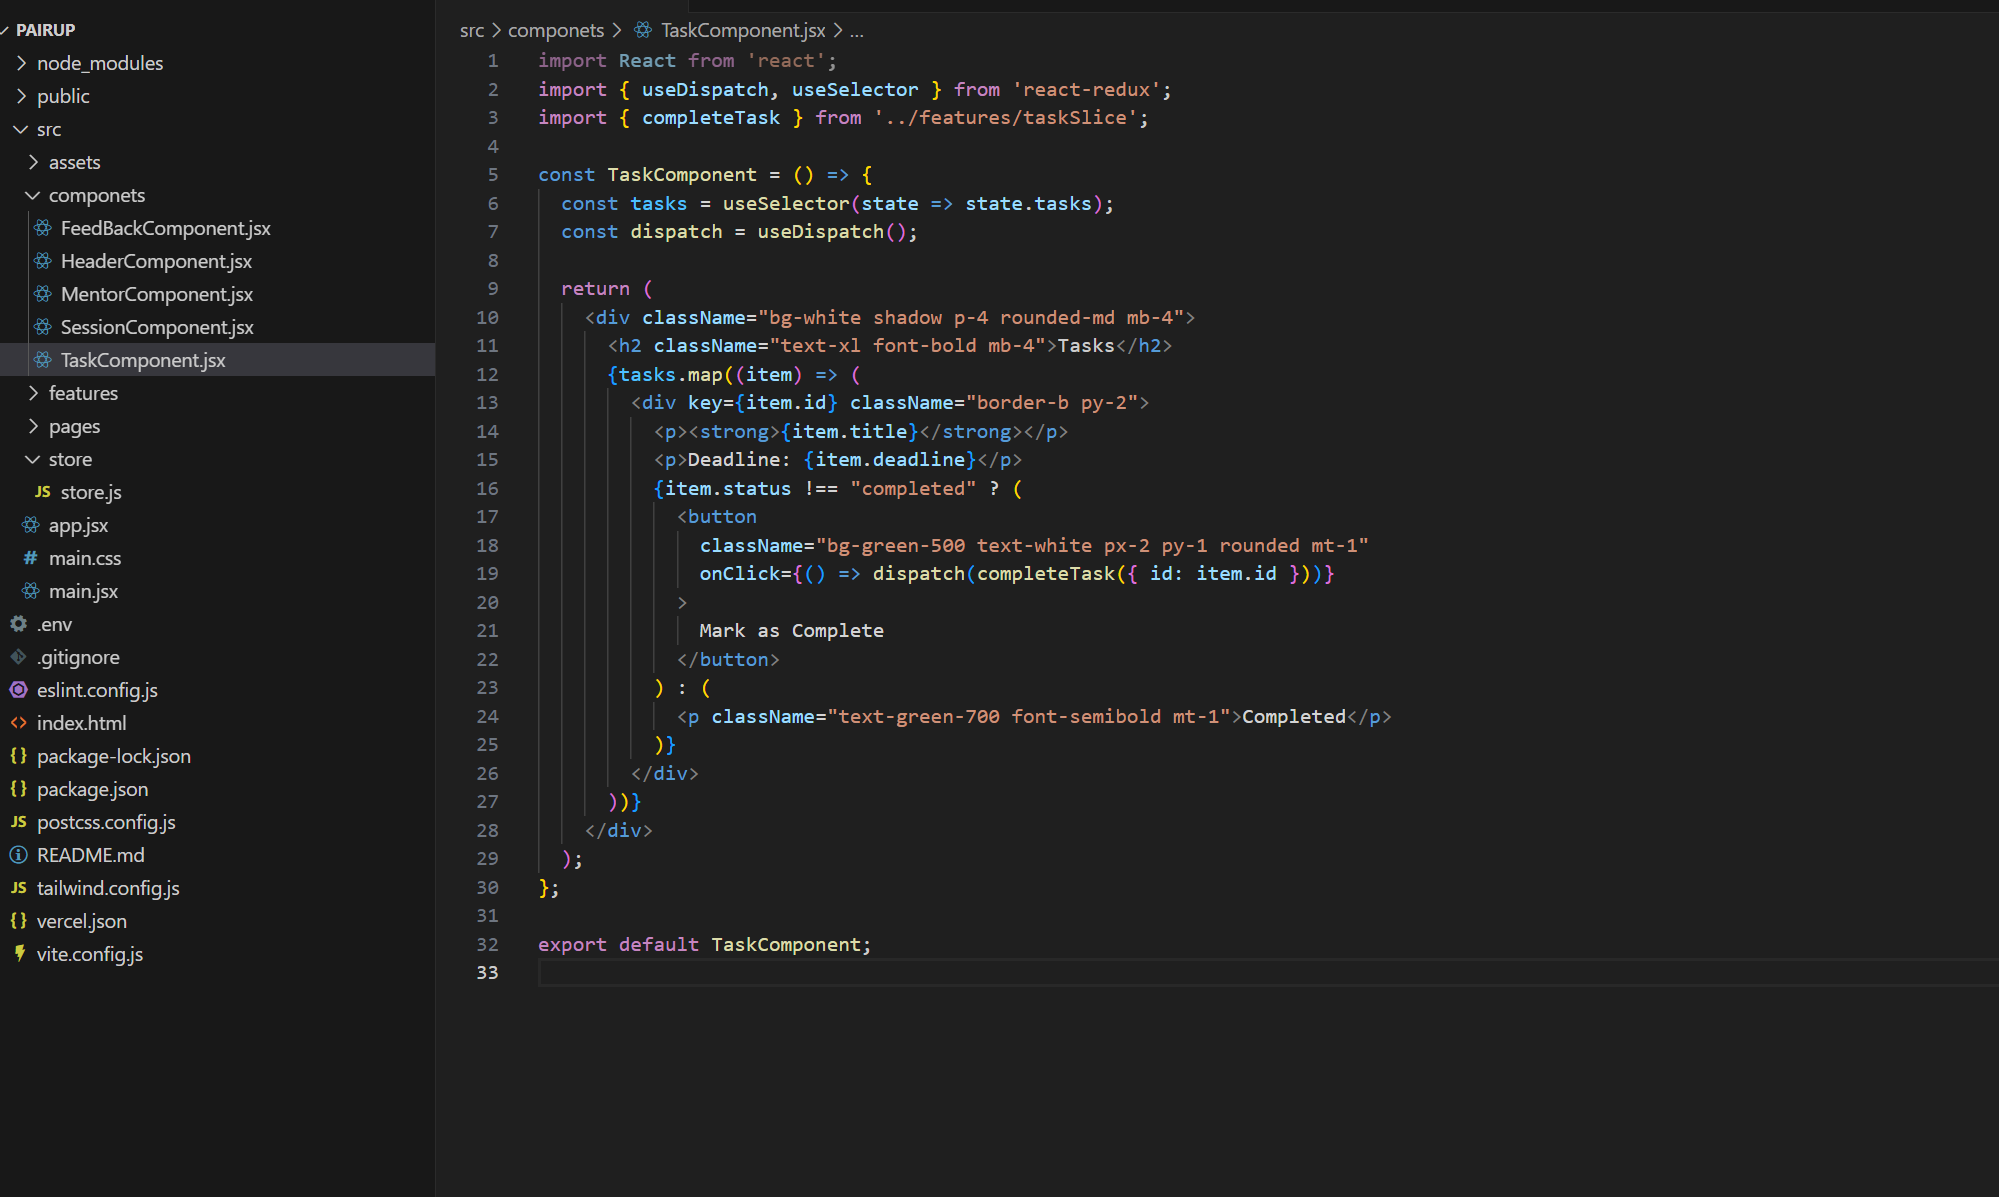 PAIRUP
node_modules
public
src
assets
componets
FeedBackComponent.jsx
HeaderComponent.jsx
MentorComponent.jsx
SessionComponent.jsx
TaskComponent.jsx
features
pages
store
JS store.js
app.jsx
# main.css
main.jsx
.env
.gitignore
eslint.config.js
<> index.html
{} package-lock.json
{} package.json
JS postcss.config.js
README.md
JS tailwind.config.js
{} vercel.json
vite.config.js
src > componets > TaskComponent.jsx > ...
1 import React from 'react';
2 import { useDispatch, useSelector } from 'react-redux';
3 import { completeTask } from '../features/taskSlice';
4
5 const TaskComponent = () => {
6   const tasks = useSelector(state => state.tasks);
7   const dispatch = useDispatch();
8
9   return (
10     <div className="bg-white shadow p-4 rounded-md mb-4">
11       <h2 className="text-xl font-bold mb-4">Tasks</h2>
12       {tasks.map((item) => (
13         <div key={item.id} className="border-b py-2">
14           <p><strong>{item.title}</strong></p>
15           <p>Deadline: {item.deadline}</p>
16           {item.status !== "completed" ? (
17             <button
18               className="bg-green-500 text-white px-2 py-1 rounded mt-1"
19               onClick={() => dispatch(completeTask({ id: item.id }))}
20             >
21               Mark as Complete
22             </button>
23           ) : (
24             <p className="text-green-700 font-semibold mt-1">Completed</p>
25           )}
26         </div>
27       ))}
28     </div>
29   );
30 };
31
32 export default TaskComponent;
33